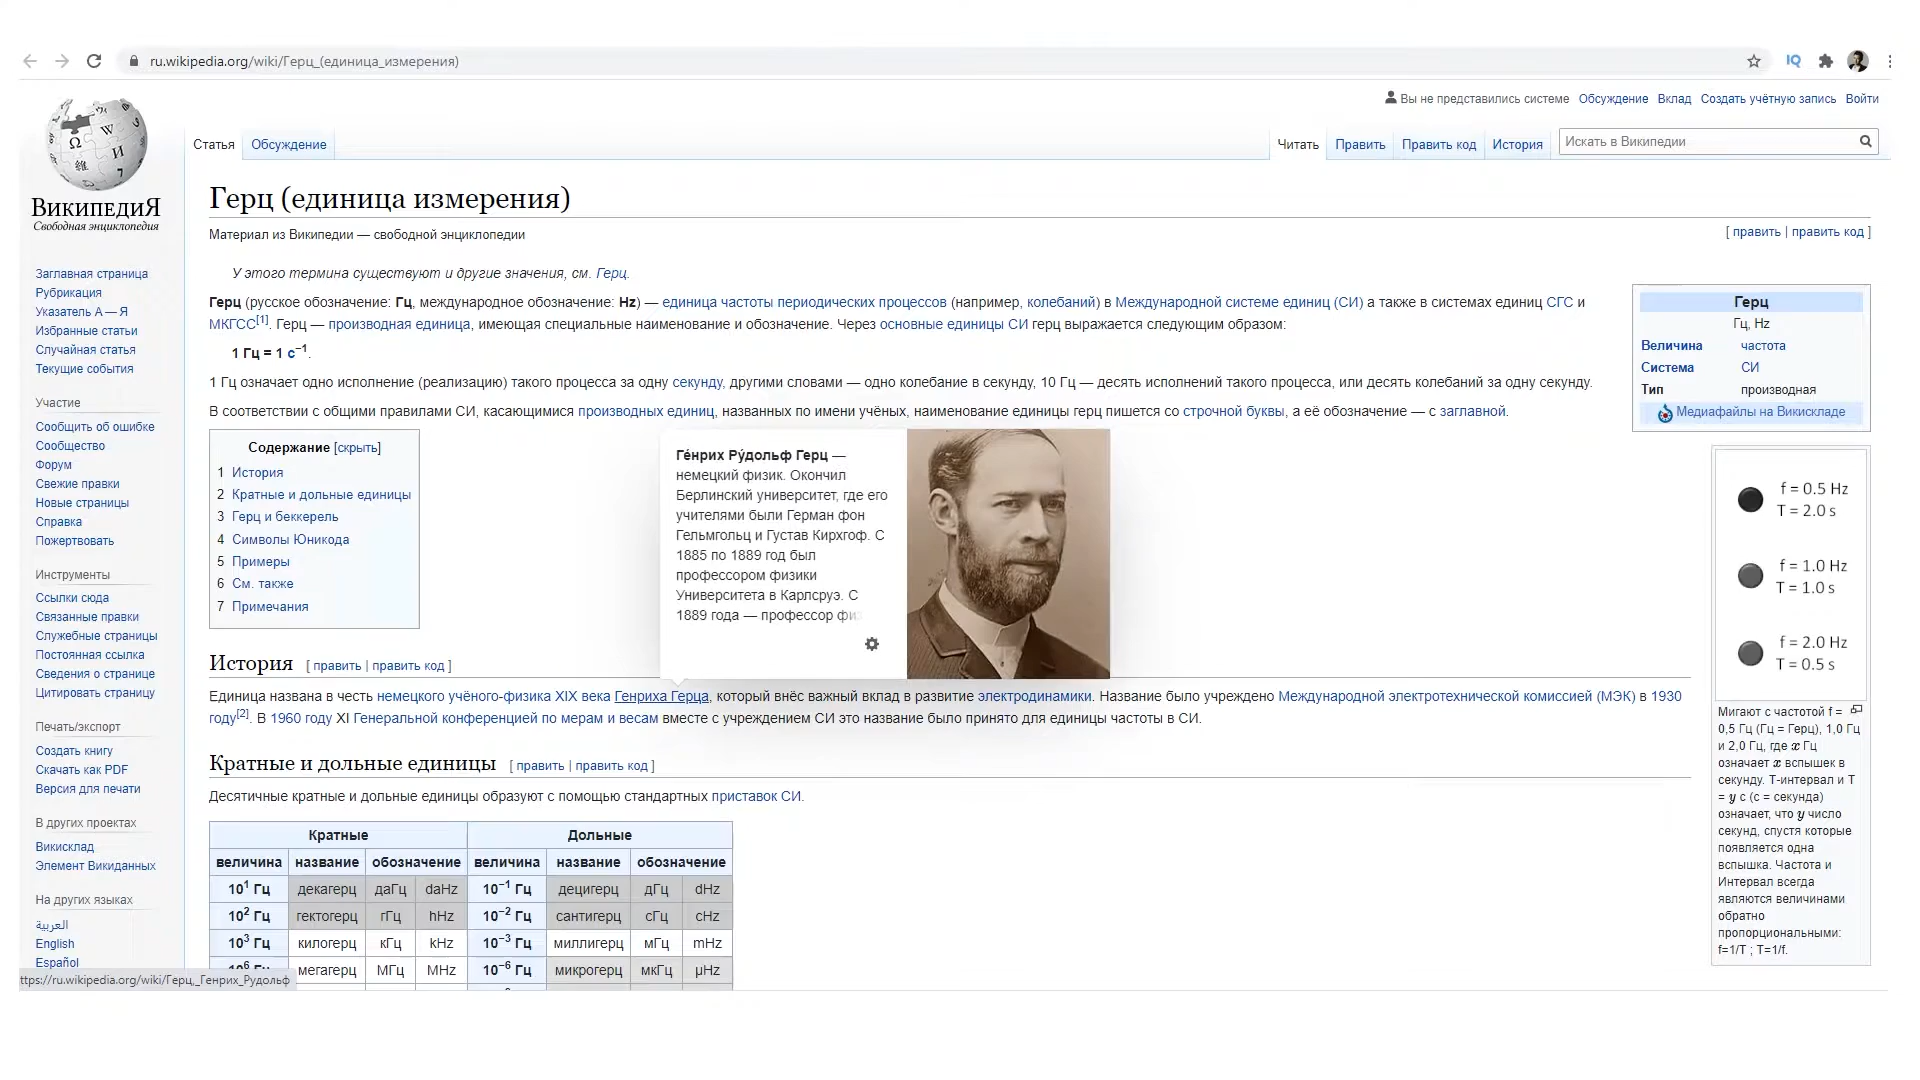 ru.wikipedia.org/wiki/Герц_(единица_измерения)
IQ
Вы не представились системе Обсуждение Вклад Создать учётную запись Войти
Статья Обсуждение
Читать Править Править код История
Искать в Википедии
ВикипедиЯ
Свободная энциклопедия
Заглавная страница
Рубрикация
Указатель А — Я
Избранные статьи
Случайная статья
Текущие события
Участие
Сообщить об ошибке
Сообщество
Форум
Свежие правки
Новые страницы
Справка
Пожертвовать
Инструменты
Ссылки сюда
Связанные правки
Служебные страницы
Постоянная ссылка
Сведения о странице
Цитировать страницу
Печать/экспорт
Создать книгу
Скачать как PDF
Версия для печати
В других проектах
Викисклад
Элемент Викиданных
На других языках
العربية
English
Español
ttps://ru.wikipedia.org/wiki/Герц,_Генрих_Рудольф
Герц (единица измерения)
Материал из Википедии — свободной энциклопедии
[ править | править код ]
У этого термина существуют и другие значения, см. Герц.
Герц (русское обозначение: Гц, международное обозначение: Hz) — единица частоты периодических процессов (например, колебаний) в Международной системе единиц (СИ) а также в системах единиц СГС и
МКГСС[1]. Герц — производная единица, имеющая специальные наименование и обозначение. Через основные единицы СИ герц выражается следующим образом:
1 Гц = 1 с−1.
1 Гц означает одно исполнение (реализацию) такого процесса за одну секунду, другими словами — одно колебание в секунду, 10 Гц — десять исполнений такого процесса, или десять колебаний за одну секунду.
В соответствии с общими правилами СИ, касающимися производных единиц, названных по имени учёных, наименование единицы герц пишется со строчной буквы, а её обозначение — с заглавной.
Содержание [скрыть]
1 История
2 Кратные и дольные единицы
3 Герц и беккерель
4 Символы Юникода
5 Примеры
6 См. также
7 Примечания
Ге́нрих Ру́дольф Герц —
немецкий физик. Окончил
Берлинский университет, где его
учителями были Герман фон
Гельмгольц и Густав Кирхгоф. С
1885 по 1889 год был
профессором физики
Университета в Карлсруэ. С
1889 года — профессор физ
История [ править | править код ]
Единица названа в честь немецкого учёного-физика XIX века Генриха Герца, который внёс важный вклад в развитие электродинамики. Название было учреждено Международной электротехнической комиссией (МЭК) в 1930
году[2]. В 1960 году XI Генеральной конференцией по мерам и весам вместе с учреждением СИ это название было принято для единицы частоты в СИ.
Кратные и дольные единицы [ править | править код ]
Десятичные кратные и дольные единицы образуют с помощью стандартных приставок СИ.
Кратные Дольные
величина название обозначение величина название обозначение
10^1 Гц декагерц даГц daHz 10^−1 Гц децигерц дГц dHz
10^2 Гц гектогерц гГц hHz 10^−2 Гц сантигерц сГц cHz
10^3 Гц килогерц кГц kHz 10^−3 Гц миллигерц мГц mHz
10^6 Гц мегагерц МГц MHz 10^−6 Гц микрогерц мкГц µHz
Герц
Гц, Hz
Величина частота
Система СИ
Тип производная
Медиафайлы на Викискладе
f = 0.5 Hz
T = 2.0 s
f = 1.0 Hz
T = 1.0 s
f = 2.0 Hz
T = 0.5 s
Мигают с частотой f =
0,5 Гц (Гц = Герц), 1,0 Гц
и 2,0 Гц, где x Гц
означает x вспышек в
секунду. T-интервал и T
= y с (с = секунда)
означает, что y число
секунд, спустя которые
появляется одна
вспышка. Частота и
Интервал всегда
являются величинами
обратно
пропорциональными:
f=1/T ; T=1/f.